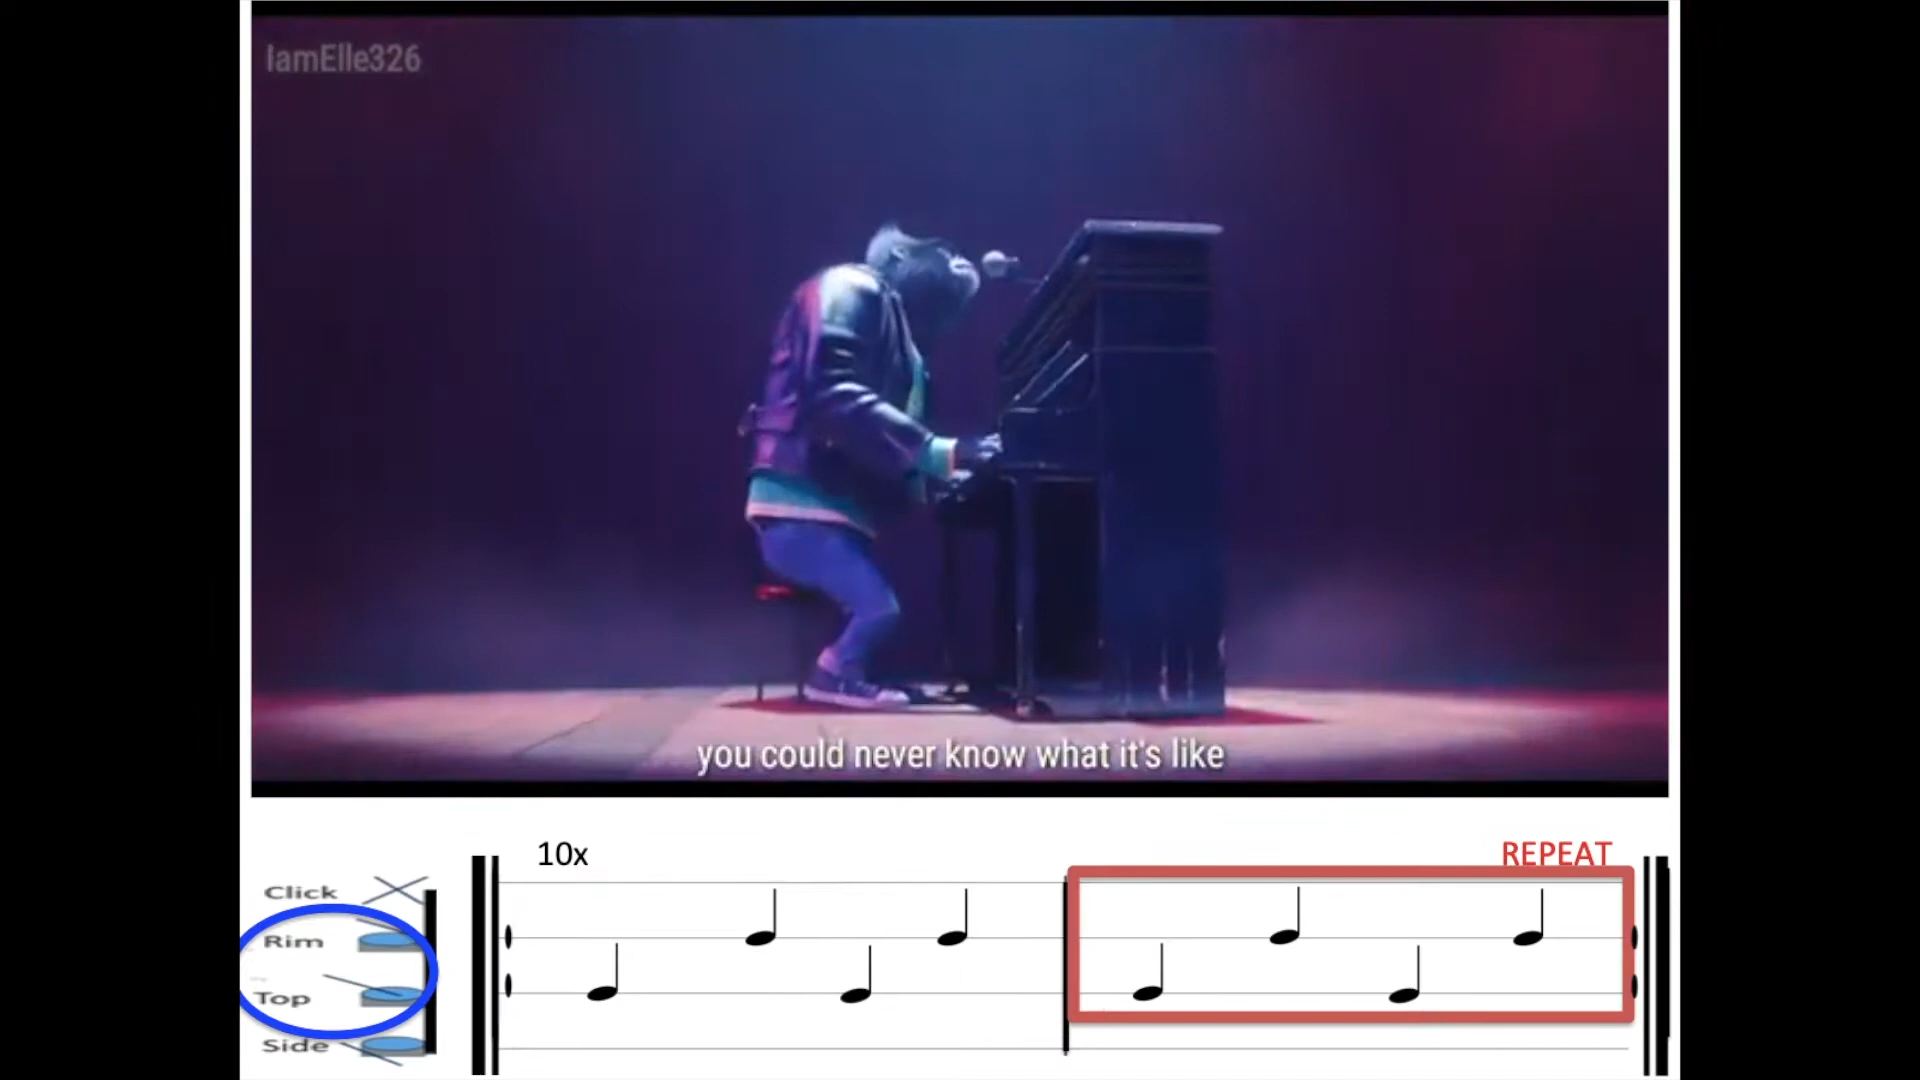 IamElle326
you could never know what it's like
10x
REPEAT
Click
Rim
Top
Side